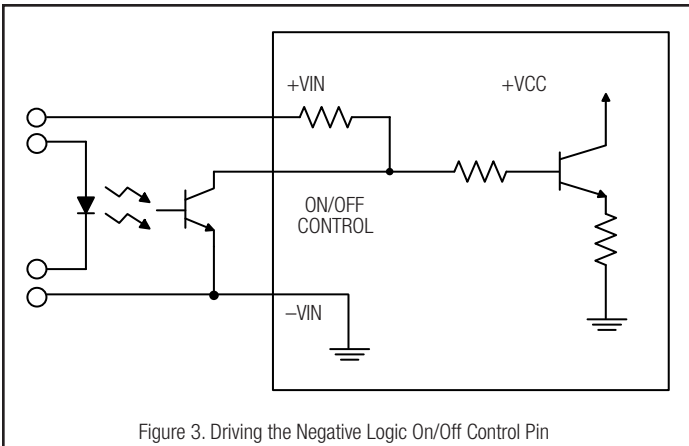 +VIN
+VCC
ON/OFF
CONTROL
–VIN
Figure 3. Driving the Negative Logic On/Off Control Pin